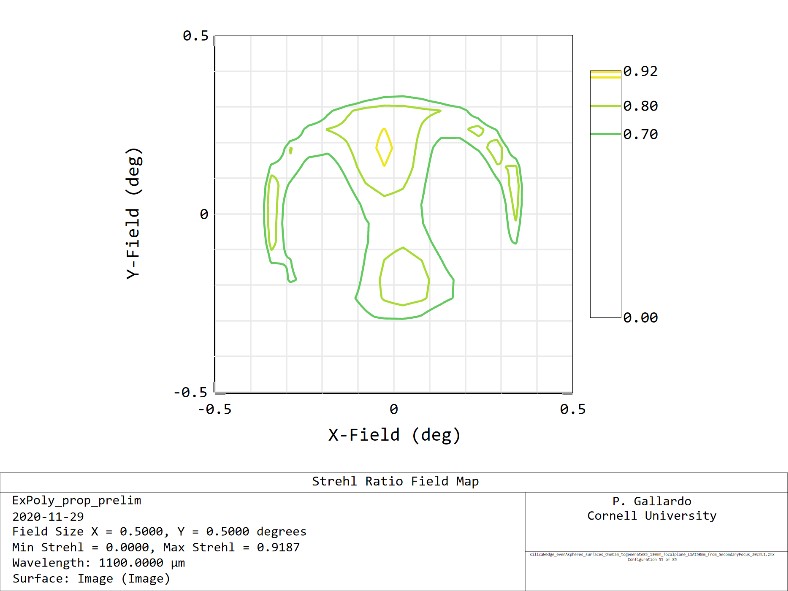 0.5
0
-0.5
Y-Field (deg)
-0.5
0
0.5
X-Field (deg)
0.92
0.80
0.70
0.00
Strehl Ratio Field Map
ExPoly_prop_prelim
2020-11-29
Field Size X = 0.5000, Y = 0.5000 degrees
Min Strehl = 0.0000, Max Strehl = 0.9187
Wavelength: 1100.0000 µm
Surface: Image (Image)
P. Gallardo
Cornell University